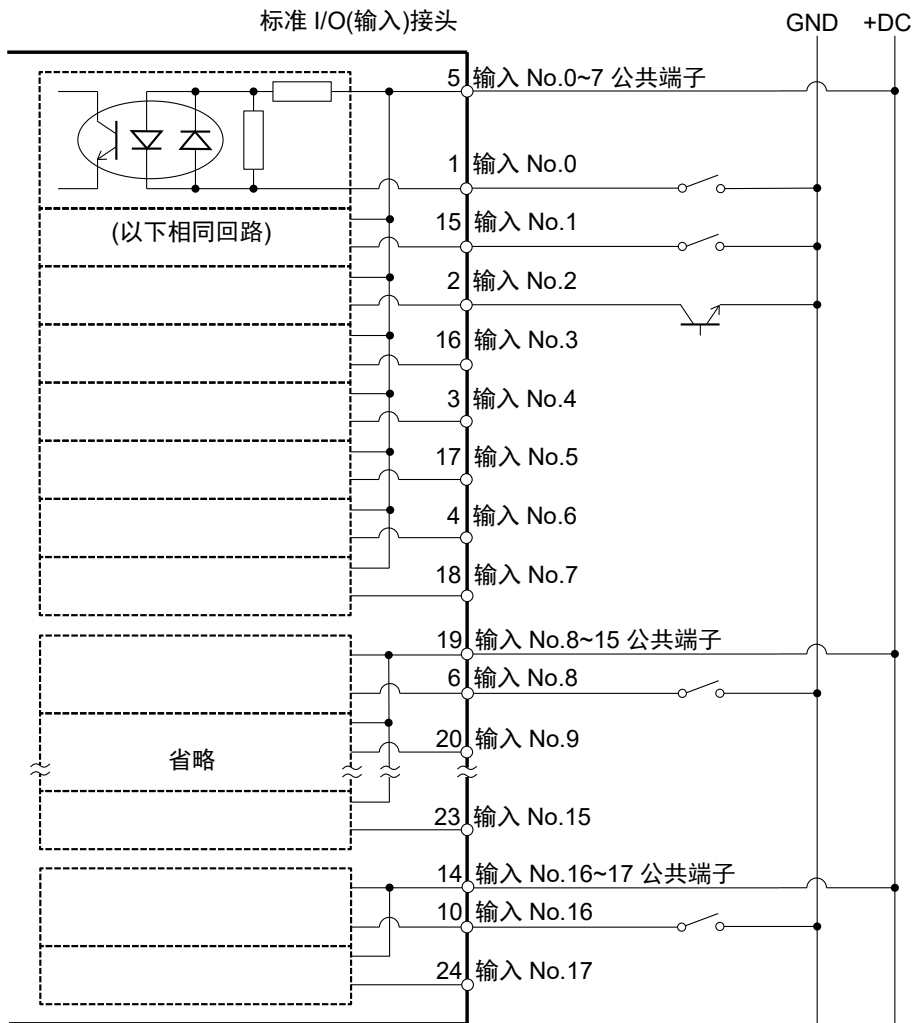 标准 I/O(输入)接头
GND +DC
5 输入 No.0~7 公共端子
1 输入 No.0
(以下相同回路)
15 输入 No.1
2 输入 No.2
16 输入 No.3
3 输入 No.4
17 输入 No.5
4 输入 No.6
18 输入 No.7
19 输入 No.8~15 公共端子
6 输入 No.8
20 输入 No.9
省略
23 输入 No.15
14 输入 No.16~17 公共端子
10 输入 No.16
24 输入 No.17